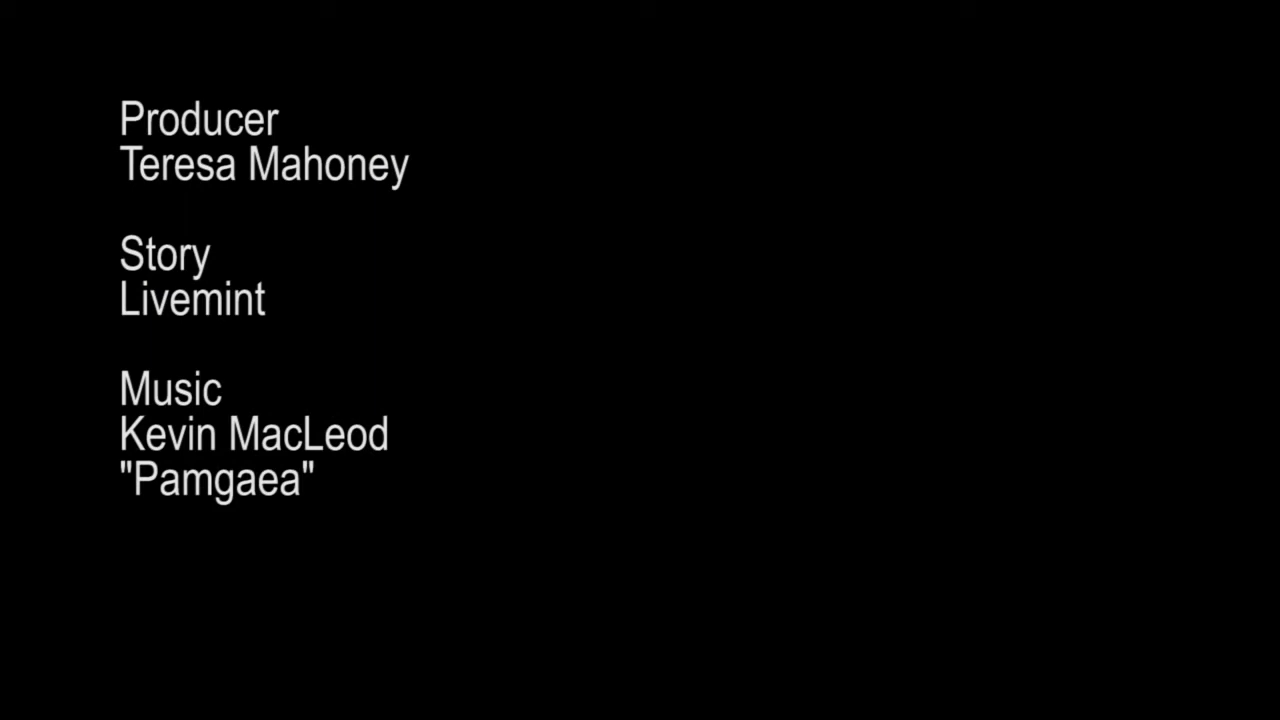 Producer
Teresa Mahoney
Story
Livemint
Music
Kevin MacLeod
"Pamgaea"